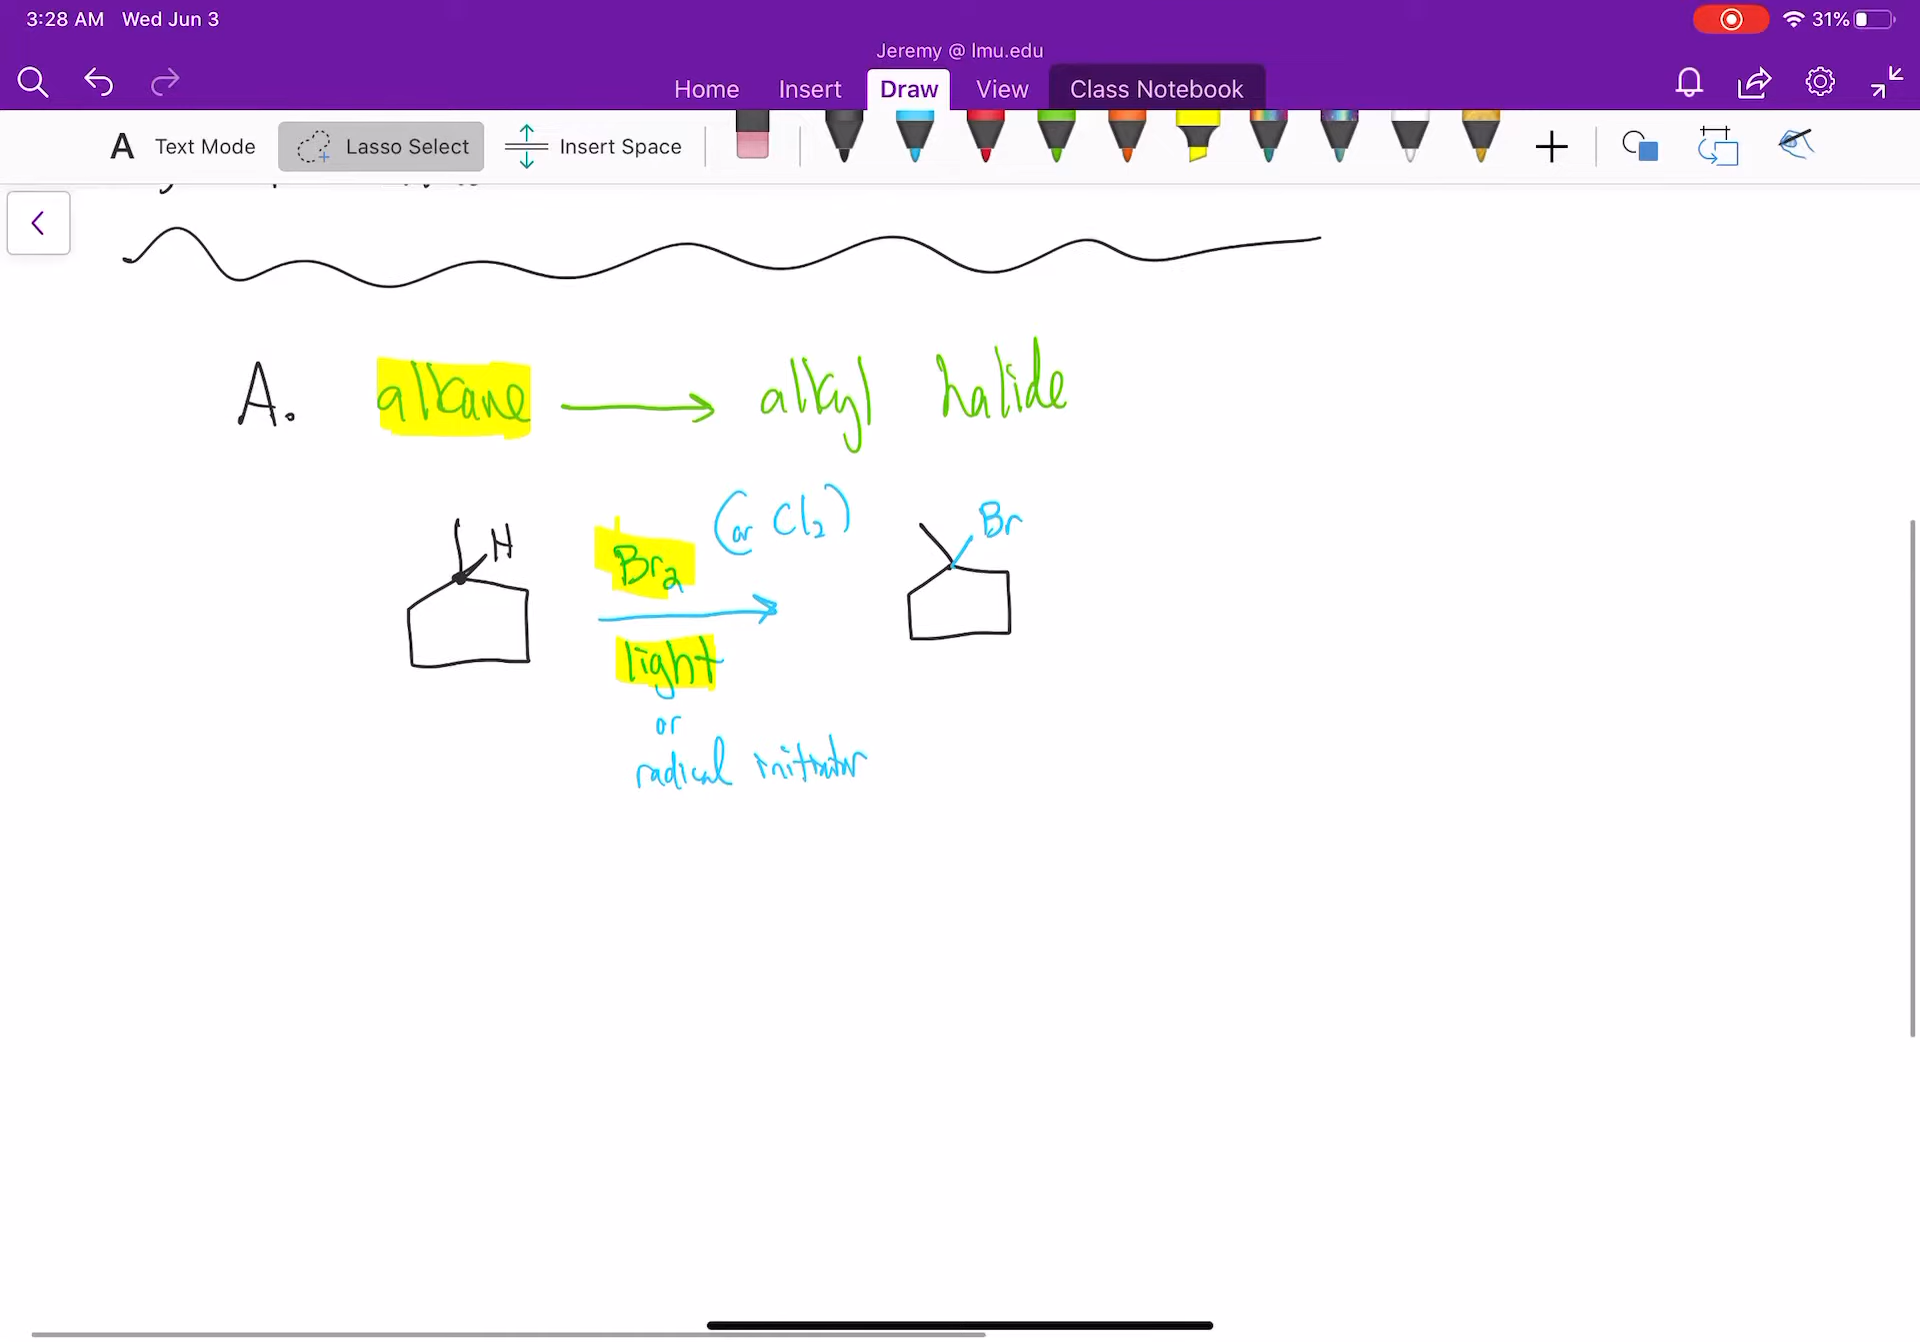 3:28 AM Wed Jun 3
31%
Jeremy @ lmu.edu
Home Insert Draw View Class Notebook
A Text Mode Lasso Select Insert Space
A. alkane → alkyl halide
H Br2 (or Cl2) Br
light
or
radical initiator